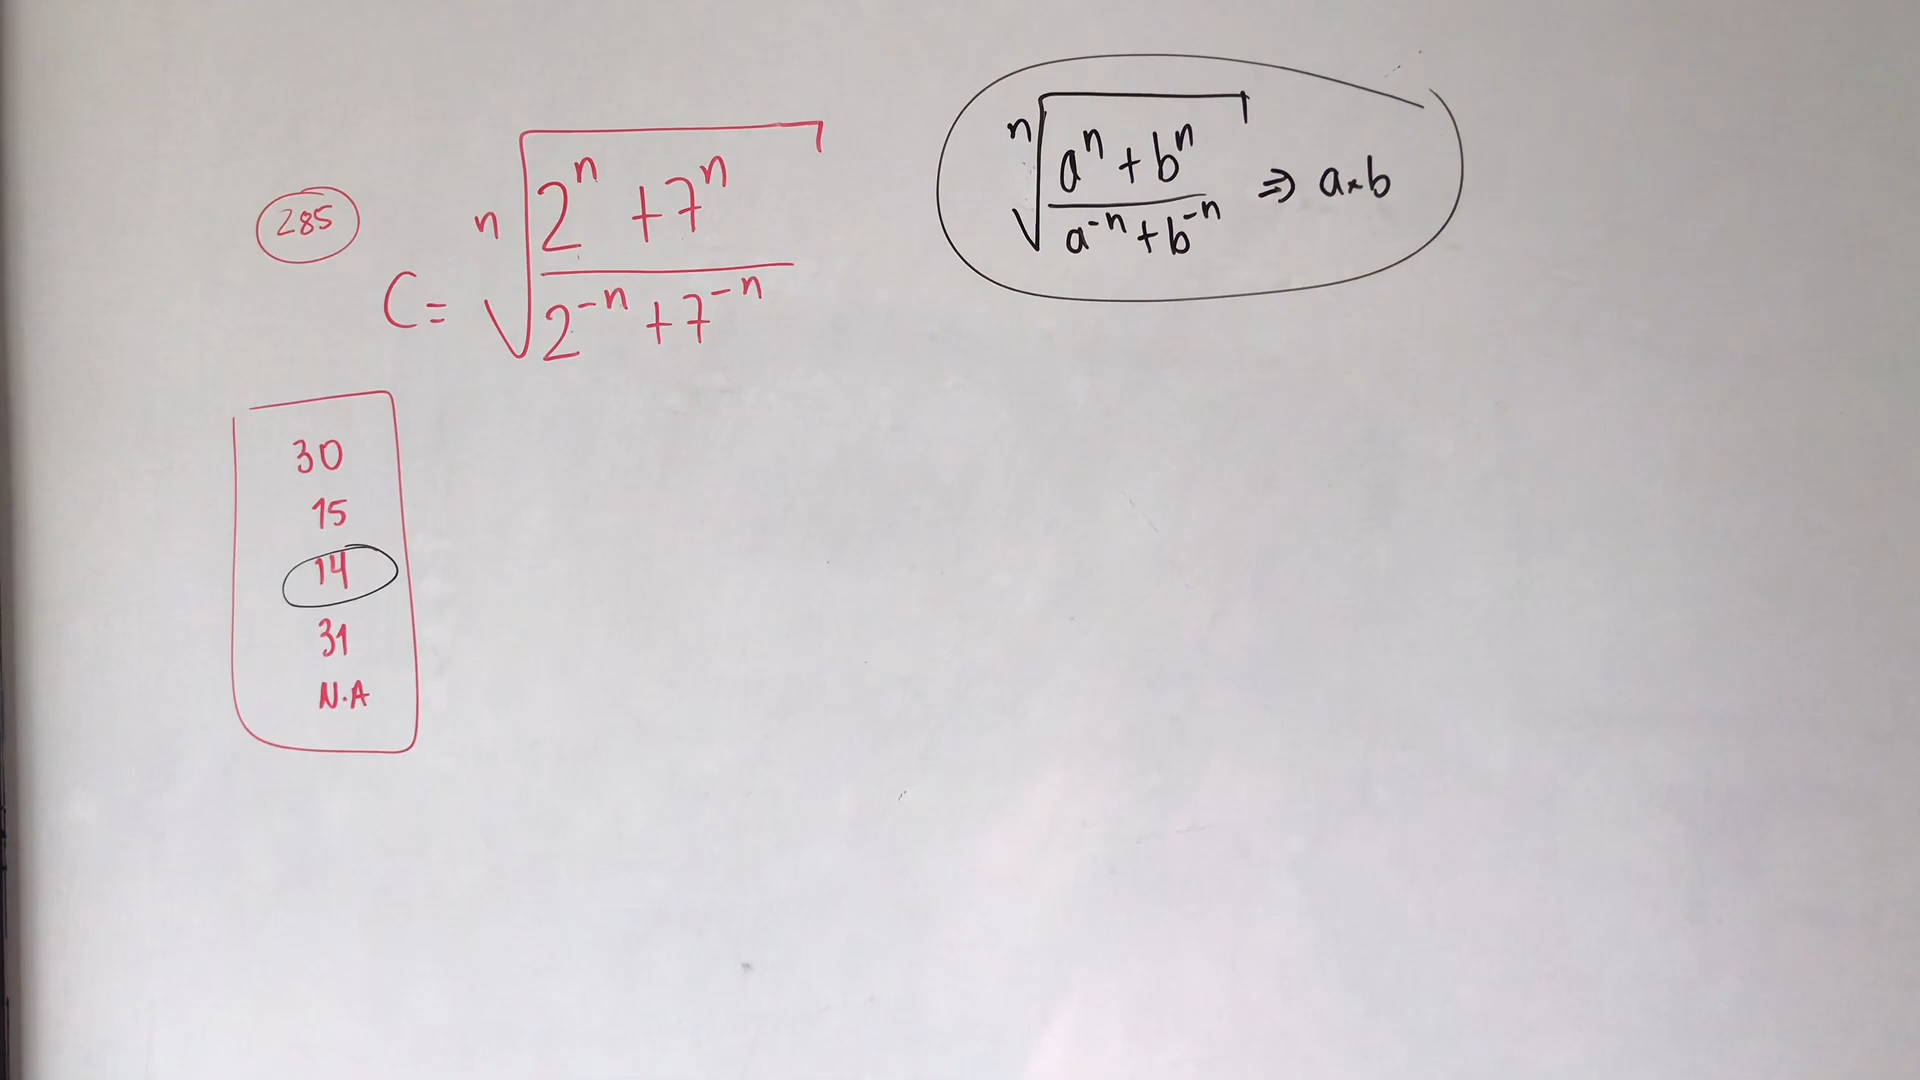 285
C = ⁿ√((2ⁿ + 7ⁿ)/(2⁻ⁿ + 7⁻ⁿ))
ⁿ√((aⁿ + bⁿ)/(a⁻ⁿ + b⁻ⁿ)) ⇒ a×b
30
15
14
31
N.A